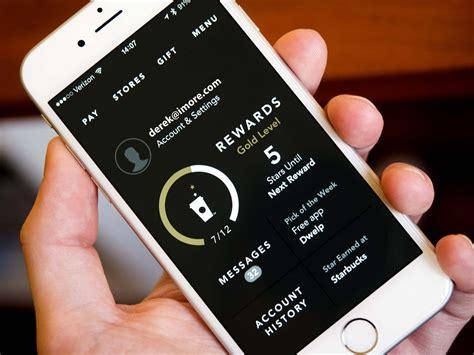 Verizon
14:07
PAY
STORES
GIFT
MENU
derek@imore.com
Account & Settings
REWARDS
Gold Level
7/12
5
Stars Until
Next Reward
MESSAGES
22
Pick of the Week
Free app
Dwelp
ACCOUNT
HISTORY
Star Earned at
Starbucks